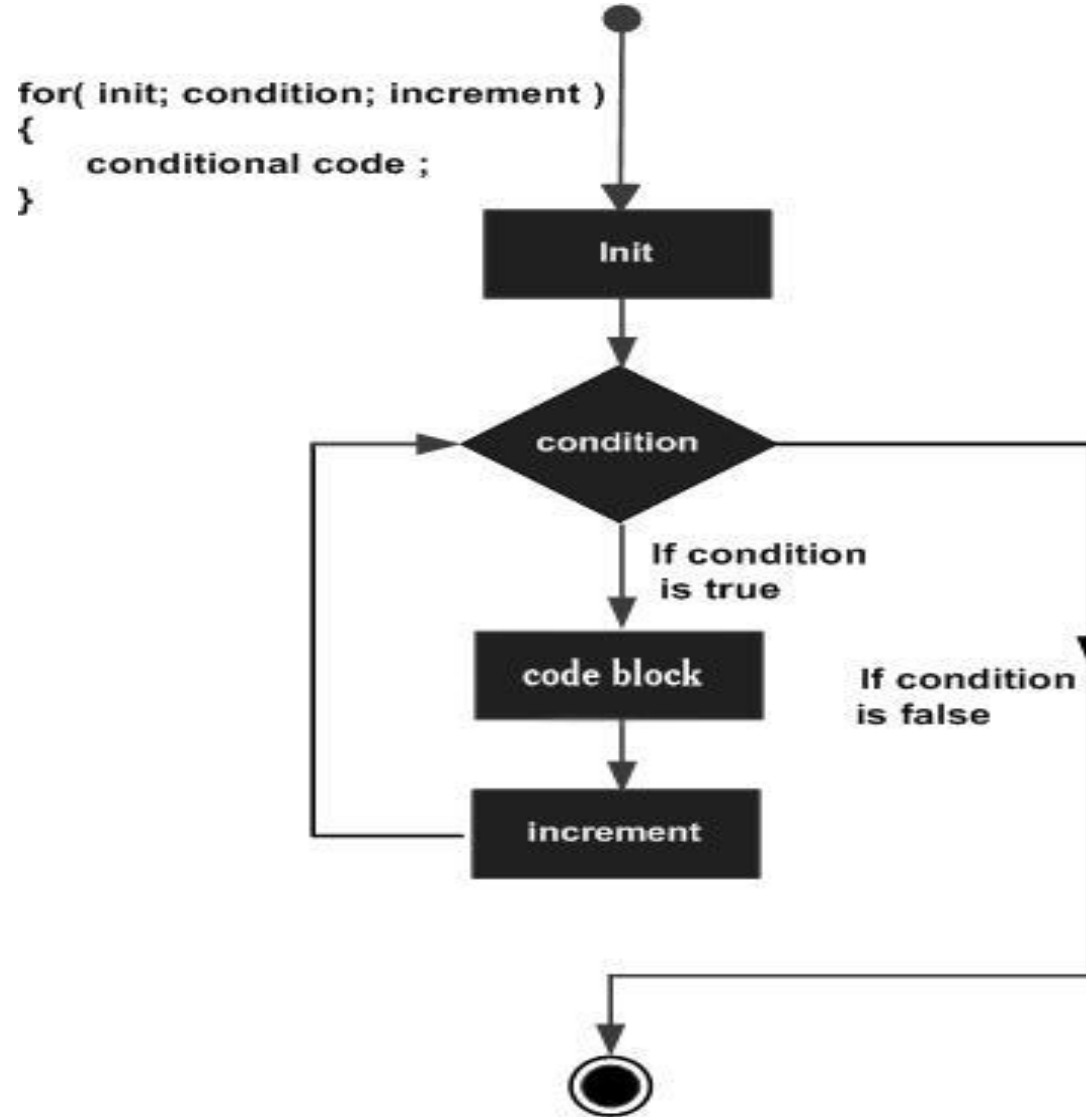 for( init; condition; increment )
{
conditional code ;
}
Init
condition
If condition
is true
code block
If condition
is false
increment